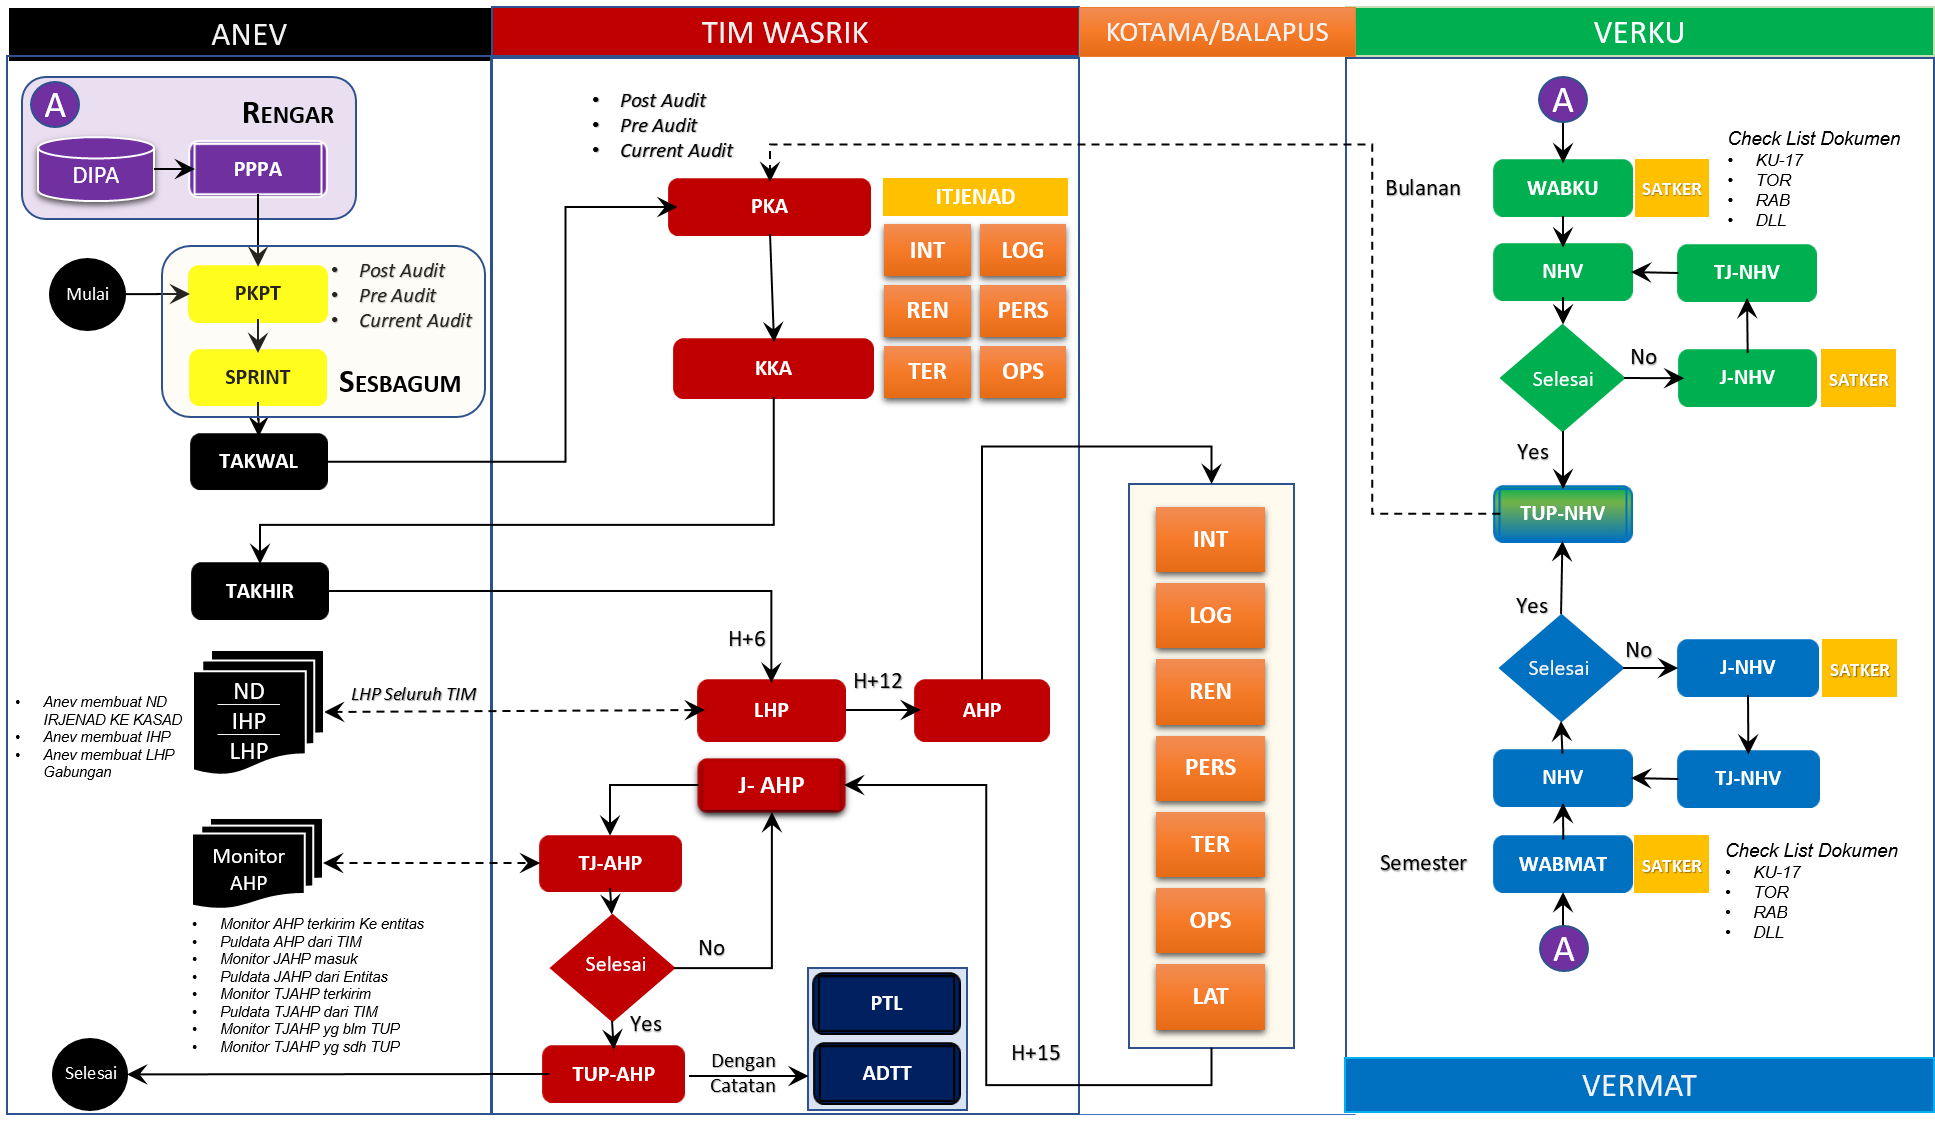 ANEV
TIM WASRIK
KOTAMA/BALAPUS
VERKU
A
RENGAR
DIPA
PPPA
Mulai
PKPT
• Post Audit
• Pre Audit
• Current Audit
SPRINT
SESBAGUM
TAKWAL
TAKHIR
ND
IHP
LHP
• Anev membuat ND
IRJENAD KE KASAD
• Anev membuat IHP
• Anev membuat LHP
Gabungan
LHP Seluruh TIM
Monitor
AHP
• Monitor AHP terkirim Ke entitas
• Puldata AHP dari TIM
• Monitor JAHP masuk
• Puldata JAHP dari Entitas
• Monitor TJAHP terkirim
• Puldata TJAHP dari TIM
• Monitor TJAHP yg blm TUP
• Monitor TJAHP yg sdh TUP
Selesai
• Post Audit
• Pre Audit
• Current Audit
PKA
ITJENAD
INT
LOG
REN
PERS
TER
OPS
KKA
H+6
LHP
H+12
AHP
J- AHP
TJ-AHP
Selesai
No
Yes
TUP-AHP
Dengan
Catatan
PTL
ADTT
H+15
INT
LOG
REN
PERS
TER
OPS
LAT
A
Bulanan
WABKU
SATKER
Check List Dokumen
• KU-17
• TOR
• RAB
• DLL
NHV
TJ-NHV
Selesai
No
J-NHV
SATKER
Yes
TUP-NHV
Yes
Selesai
No
J-NHV
SATKER
NHV
TJ-NHV
Semester
WABMAT
SATKER
Check List Dokumen
• KU-17
• TOR
• RAB
• DLL
A
VERMAT